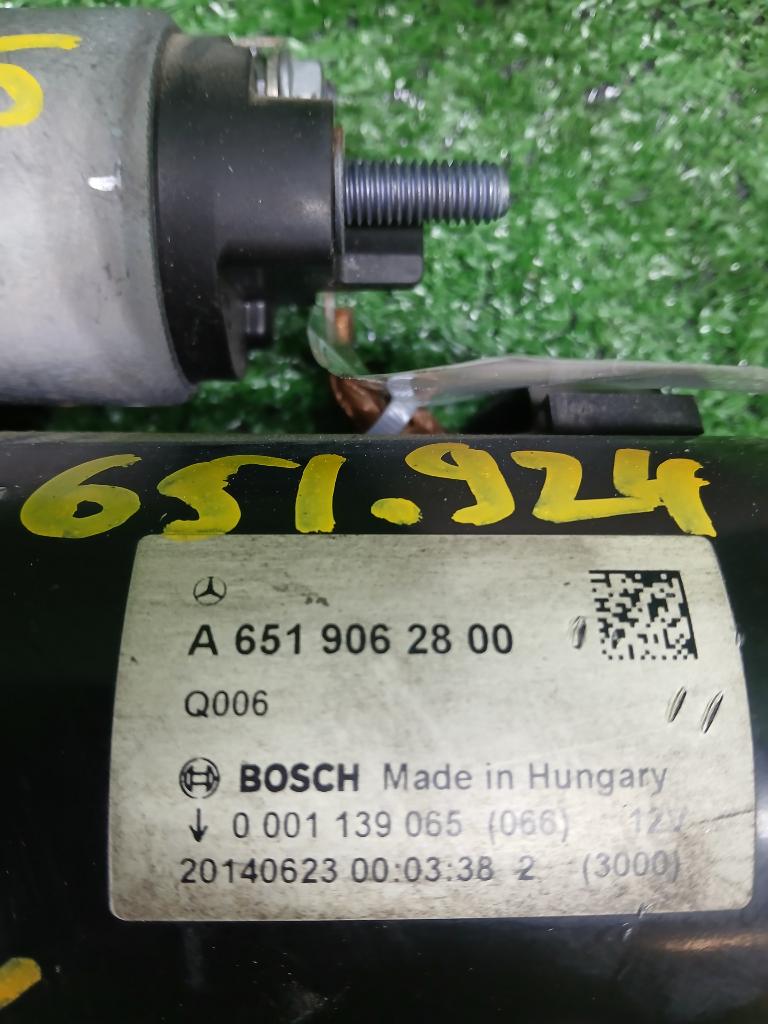 5
651.924
A 651 906 28 00
Q006
BOSCH Made in Hungary
0 001 139 065 (066) 12V
20140623 00:03:38 2 (3000)